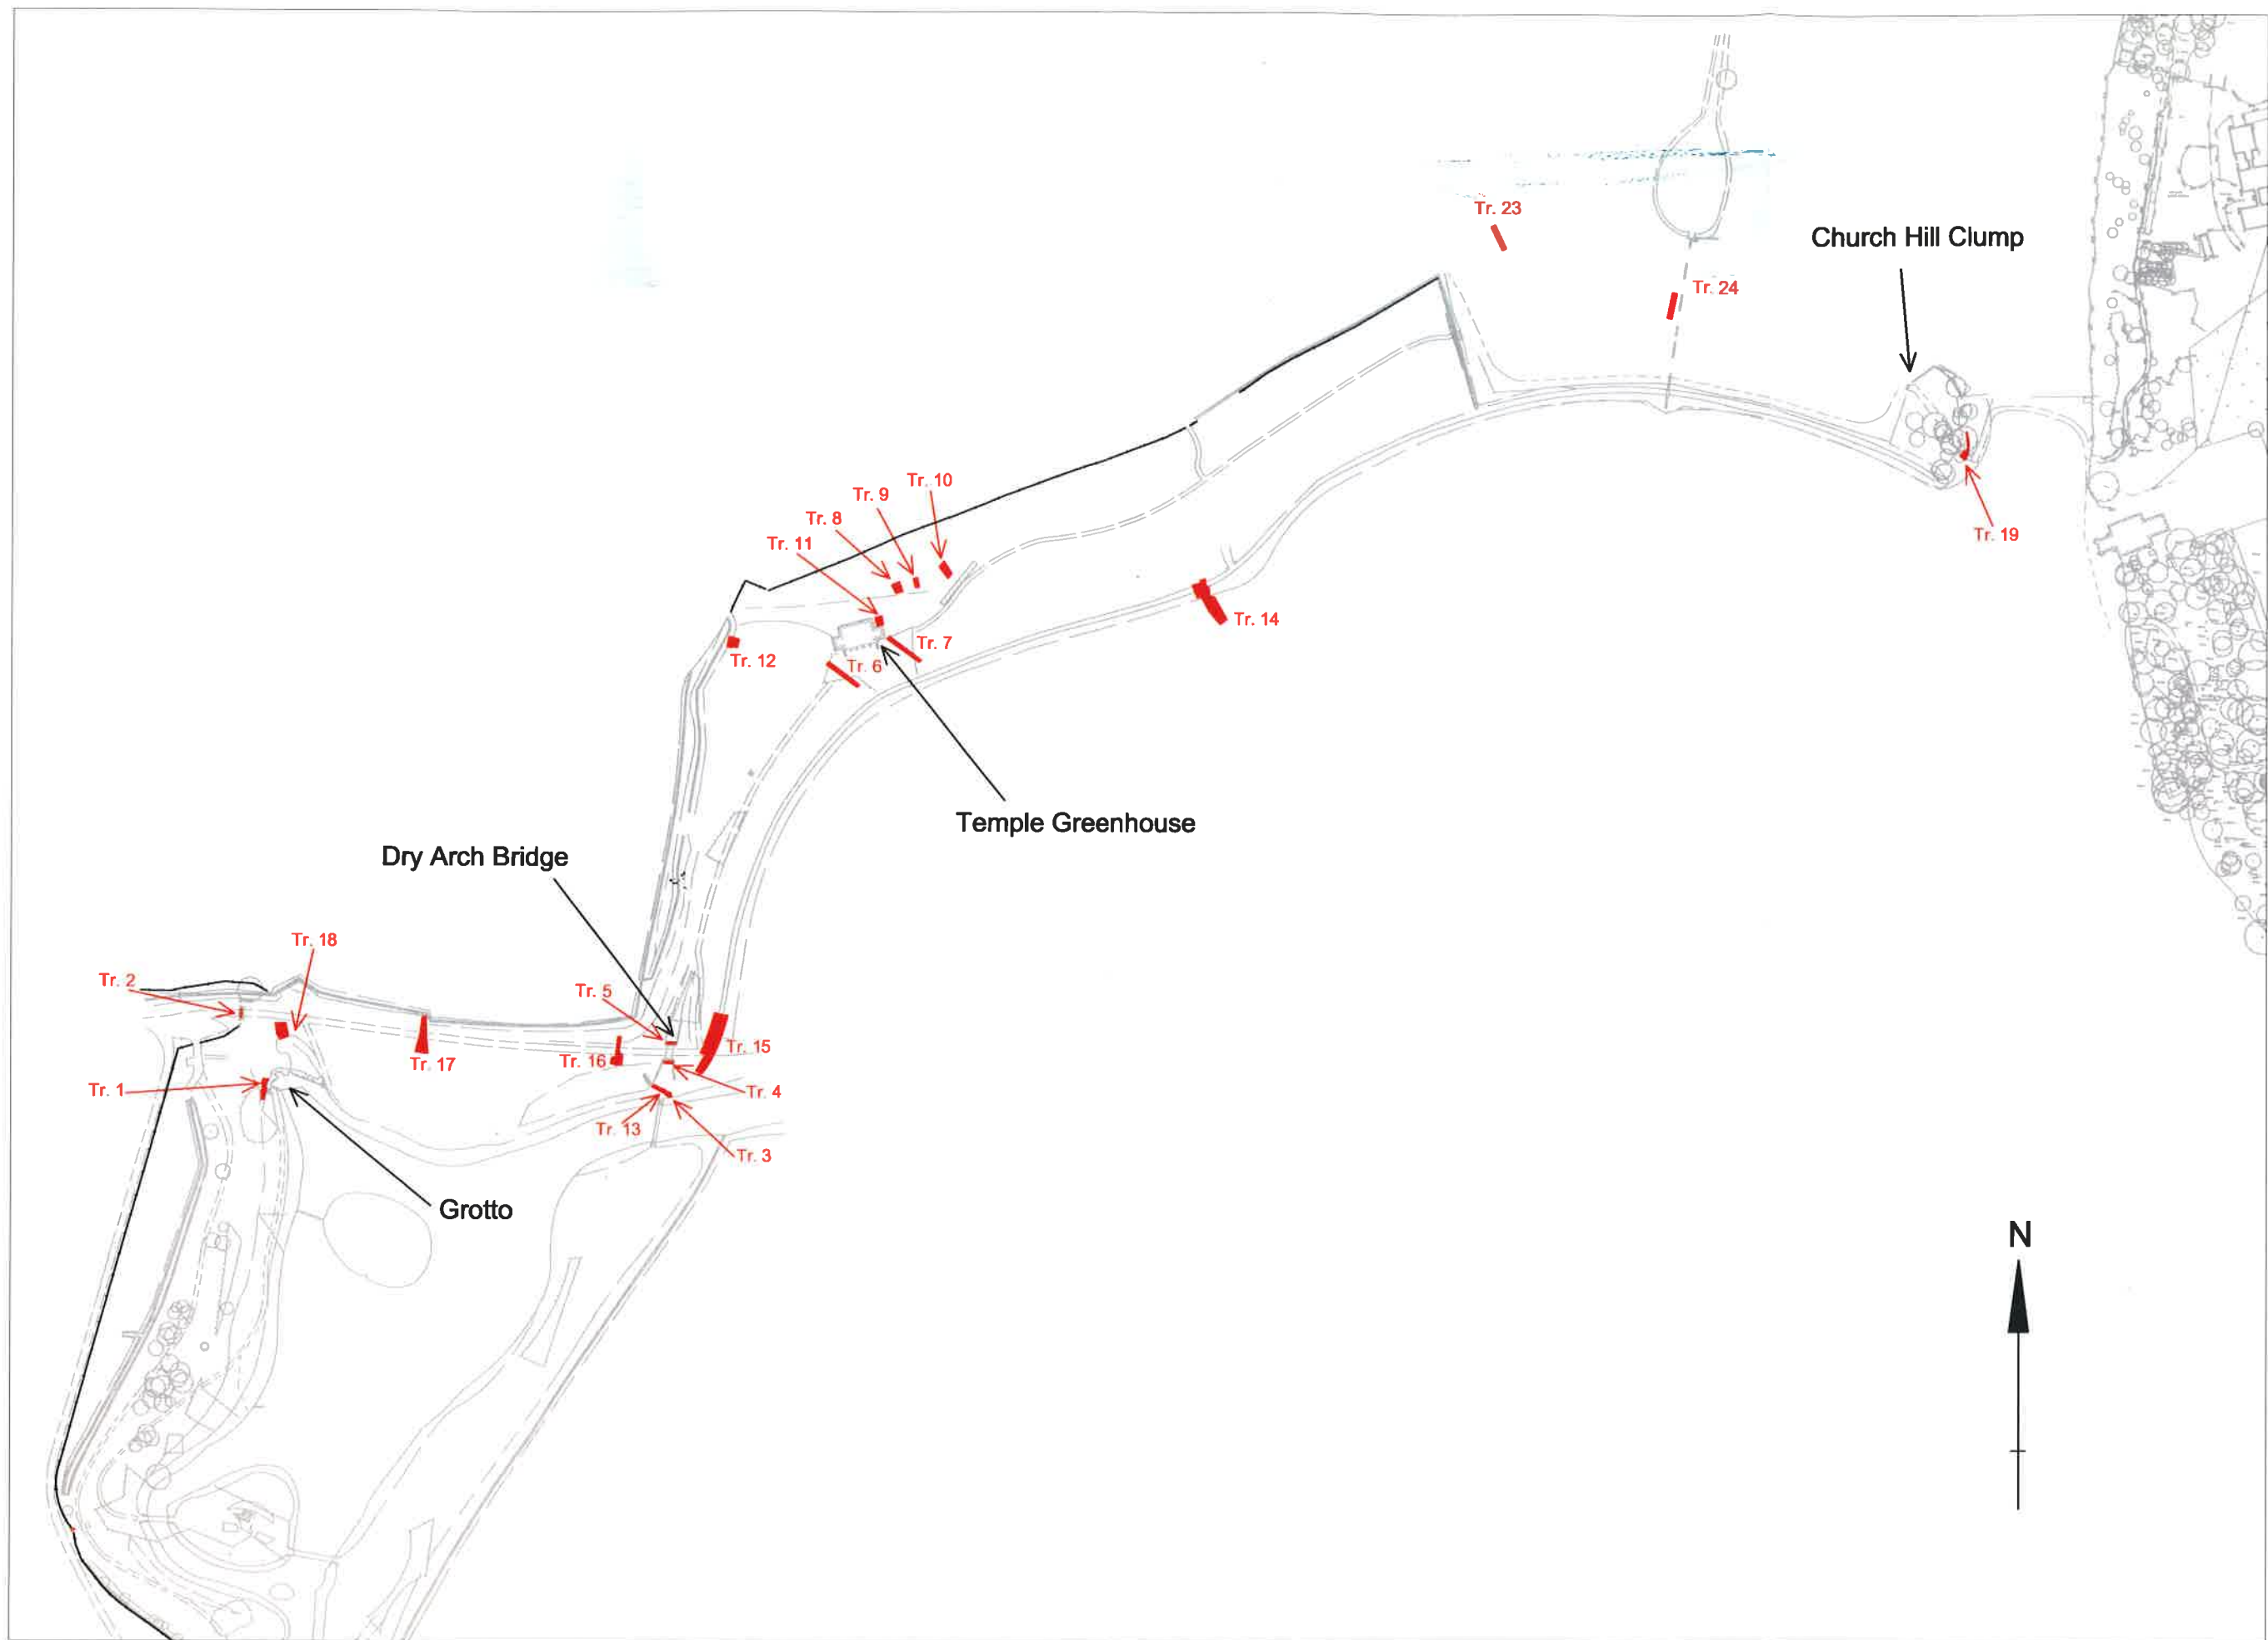 Tr. 23
Church Hill Clump
Tr. 24
Tr. 10
Tr. 9
Tr. 8
Tr. 11
Tr. 19
Tr. 14
Tr. 7
Tr. 12
Tr. 6
Temple Greenhouse
Dry Arch Bridge
Tr. 18
Tr. 2
Tr. 5
Tr. 15
Tr. 16
Tr. 17
Tr. 1
Tr. 4
Tr. 13
Tr. 3
Grotto
N